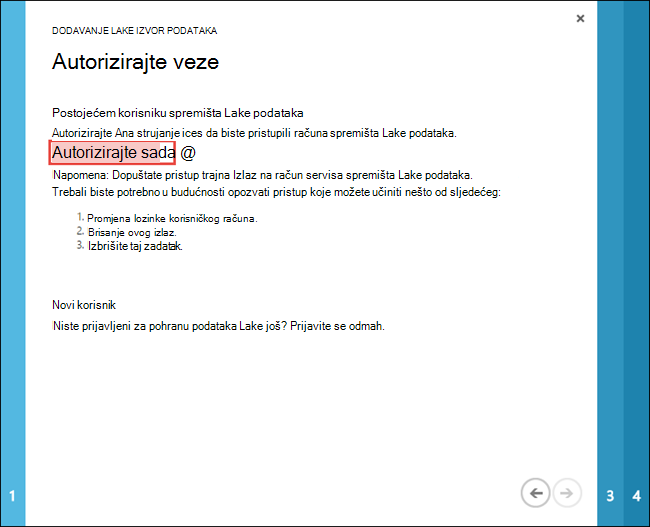 DODAVANJE LAKE IZVOR PODATAKA
Autorizirajte veze
Postojećem korisniku spremišta Lake podataka
Autorizirajte Ana strujanje ices da biste pristupili računa spremišta Lake podataka.
Autorizirajte sada @
Napomena: Dopuštate pristup trajna Izlaz na račun servisa spremišta Lake podataka.
Trebali biste potrebno u budućnosti opozvati pristup koje možete učiniti nešto od sljedećeg:
1. Promjena lozinke korisničkog računa.
2. Brisanje ovog izlaz.
3. Izbrišite taj zadatak.
Novi korisnik
Niste prijavljeni za pohranu podataka Lake još? Prijavite se odmah.
1
3
4